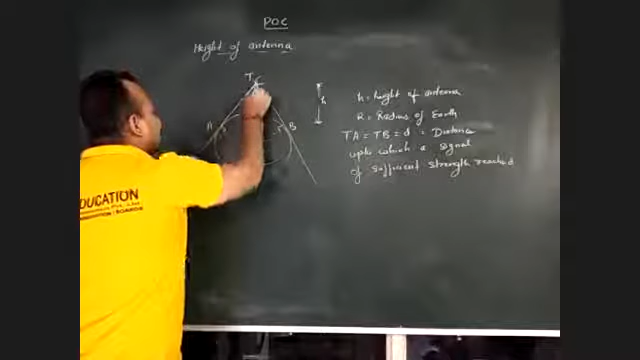 POC
Height of antenna
T
h
A
B
h = height of antenna
R = Radius of Earth
TA = TB = d = Distance
upto which a signal
of sufficient strength reached
EDUCATION